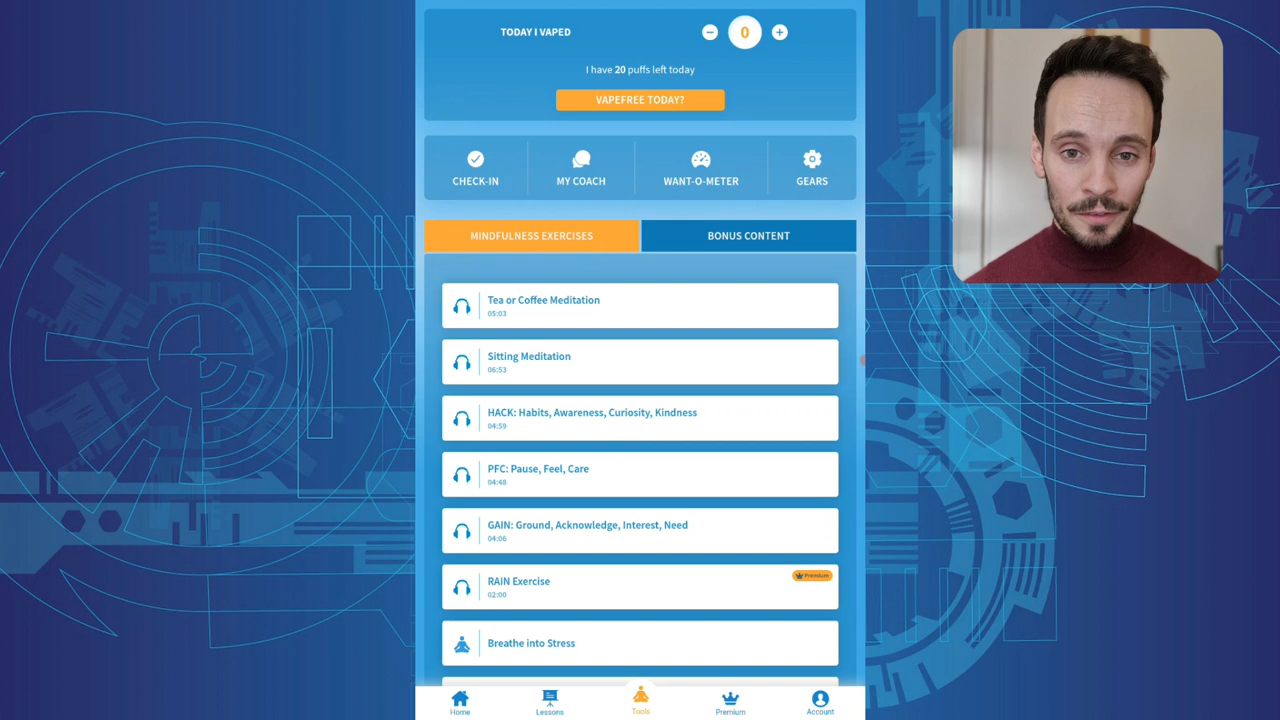 TODAY I VAPED
0
I have 20 puffs left today
VAPEFREE TODAY?
CHECK-IN
MY COACH
WANT-O-METER
GEARS
MINDFULNESS EXERCISES
BONUS CONTENT
Tea or Coffee Meditation
05:03
Sitting Meditation
06:53
HACK: Habits, Awareness, Curiosity, Kindness
04:59
PFC: Pause, Feel, Care
04:48
GAIN: Ground, Acknowledge, Interest, Need
04:06
RAIN Exercise
Premium
02:00
Breathe into Stress
Home
Lessons
Tools
Premium
Account